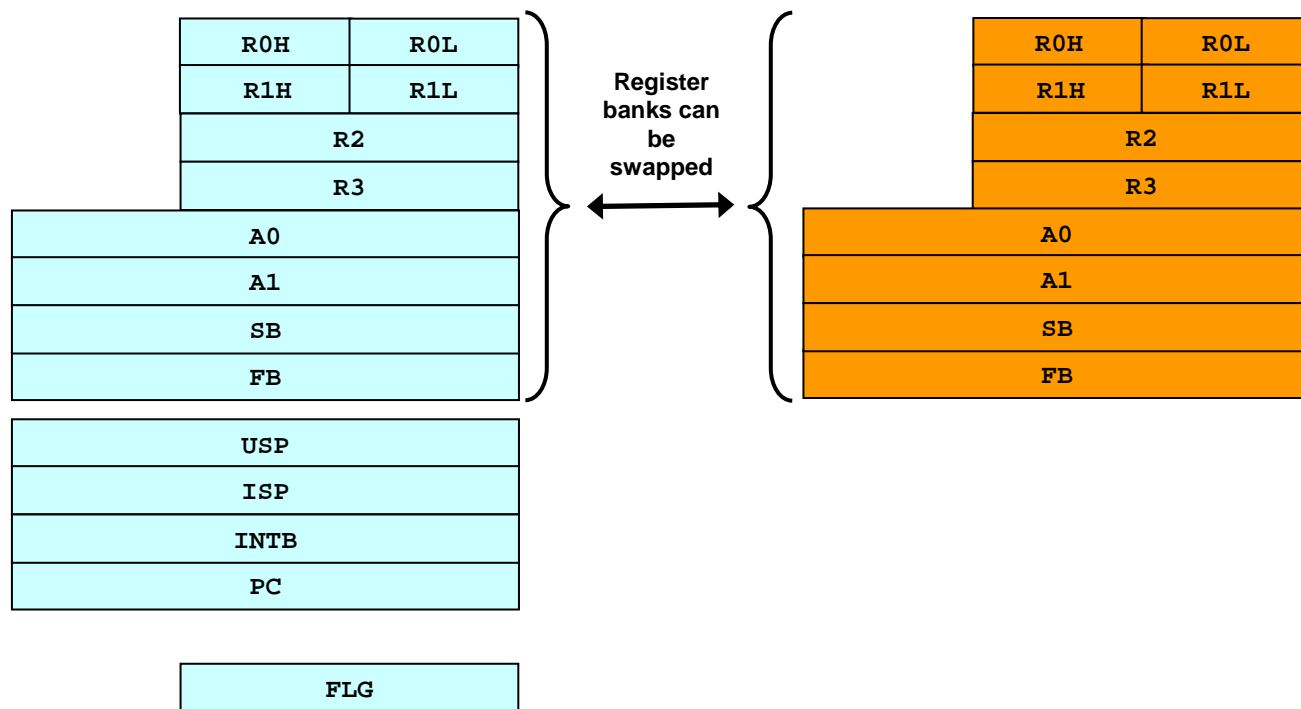 R0H R0L
R1H R1L
R2
R3
A0
A1
SB
FB
USP
ISP
INTB
PC
FLG
Register
banks can
be
swapped
R0H R0L
R1H R1L
R2
R3
A0
A1
SB
FB